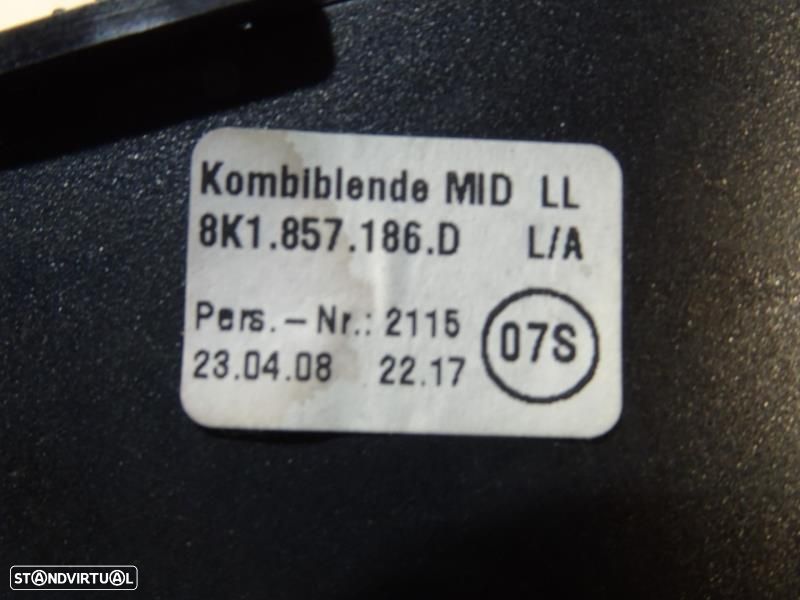 Kombiblende MID LL
8K1.857.186.D L/A
Pers.-Nr.: 2115
23.04.08 22.17 07S
STANDVIRTUAL